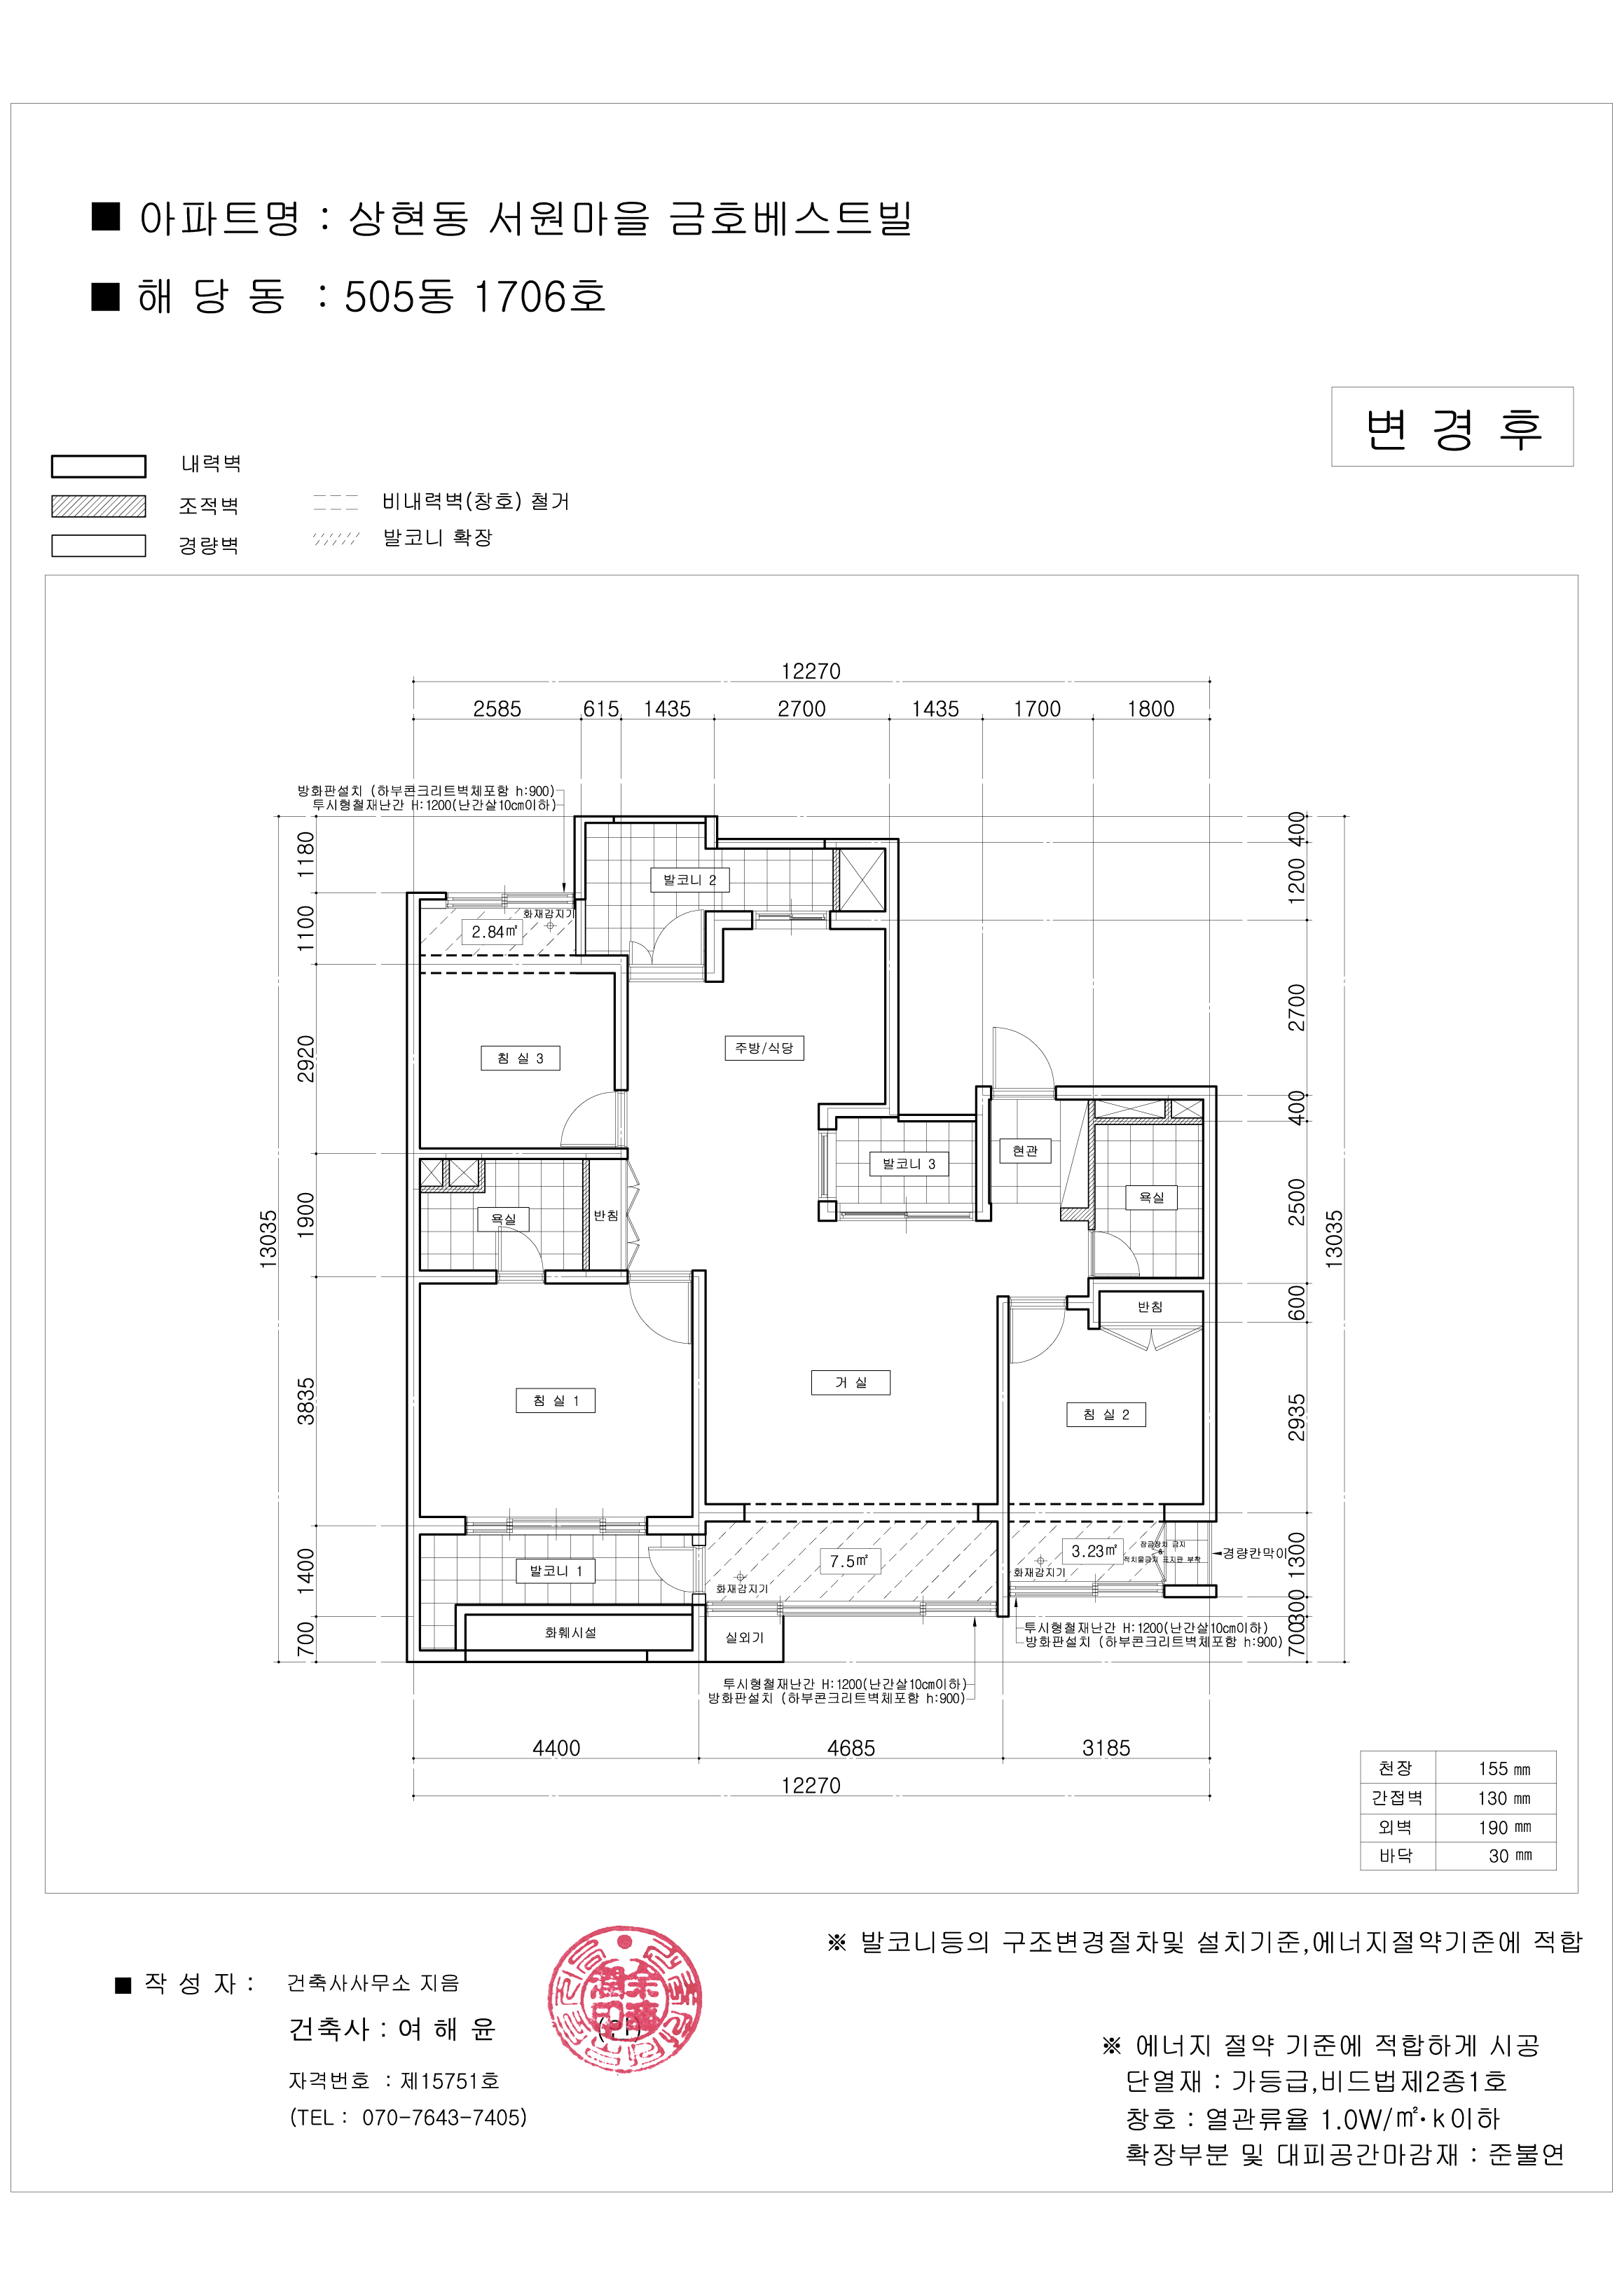 ■ 아파트명 : 상현동 서원마을 금호베스트빌
■ 해 당 동 : 505동 1706호
변 경 후
내력벽
조적벽
경량벽
비내력벽(창호) 철거
발코니 확장
12270
2585 615 1435 2700 1435 1700 1800
방화판설치 (하부콘크리트벽체포함 h:900)
투시형철재난간 H:1200(난간살10cm이하)
13035
1180
1100
2920
1900
3835
1400
700
400
1200
2700
400
2500
600
2935
1300
300
700
13035
발코니 2
화재감지기
2.84㎡
침 실 3
주방/식당
발코니 3
현관
욕실
욕실
반침
반침
침 실 1
거 실
침 실 2
발코니 1
7.5㎡
화재감지기
3.23㎡
화재감지기
잠금장치 금지
&
적치물금지 표지판 부착
경량칸막이
화훼시설
실외기
투시형철재난간 H:1200(난간살10cm이하)
방화판설치 (하부콘크리트벽체포함 h:900)
투시형철재난간 H:1200(난간살10cm이하)
방화판설치 (하부콘크리트벽체포함 h:900)
4400 4685 3185
12270
천장 155 ㎜
간접벽 130 ㎜
외벽 190 ㎜
바닥 30 ㎜
※ 발코니등의 구조변경절차및 설치기준,에너지절약기준에 적합
■ 작 성 자 : 건축사사무소 지음
건축사 : 여 해 윤
자격번호 : 제15751호
(TEL : 070-7643-7405)
※ 에너지 절약 기준에 적합하게 시공
단열재 : 가등급,비드법제2종1호
창호 : 열관류율 1.0W/㎡·k이하
확장부분 및 대피공간마감재 : 준불연